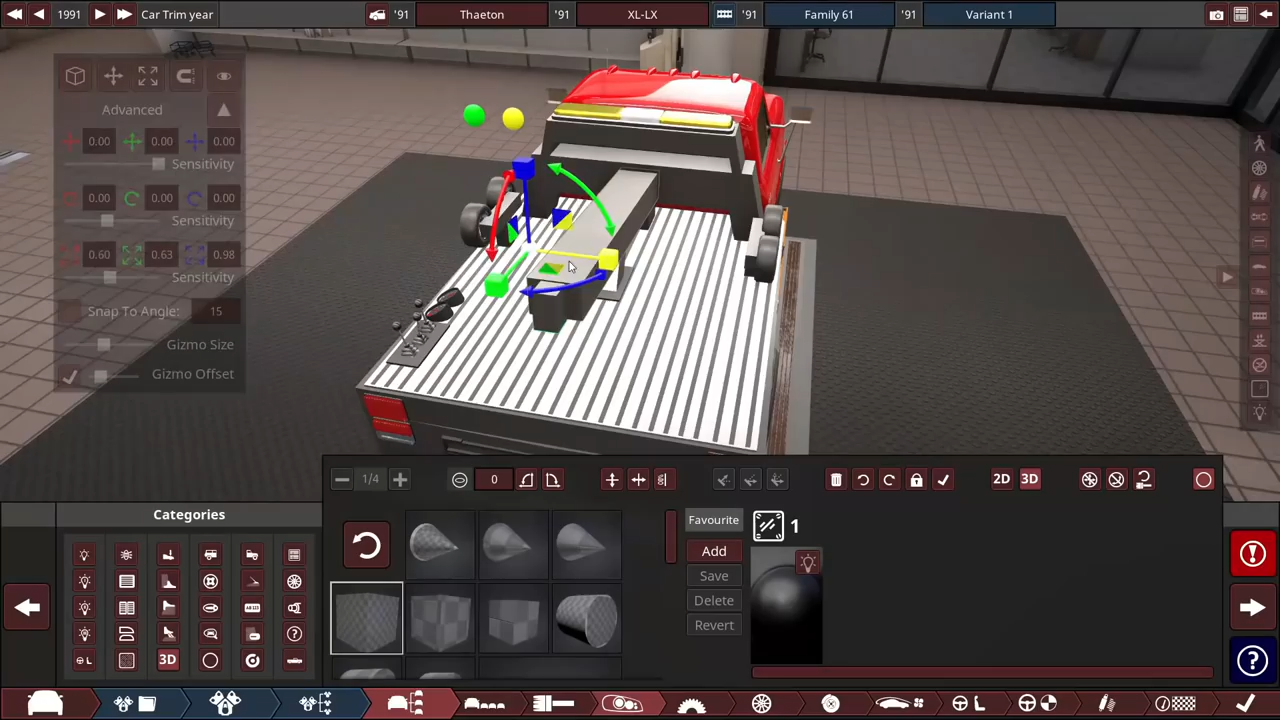 1991 Car Trim year '91 Thaeton '91 XL-LX '91 Family 61 '91 Variant 1
Advanced
0.00 0.00 0.00
Sensitivity
0.00 0.00 0.00
Sensitivity
0.60 0.63 0.98
Sensitivity
Snap To Angle: 15
Gizmo Size
Gizmo Offset
1/4 0 2D 3D
Categories
Favourite 1
Add
Save
Delete
Revert
3D
L